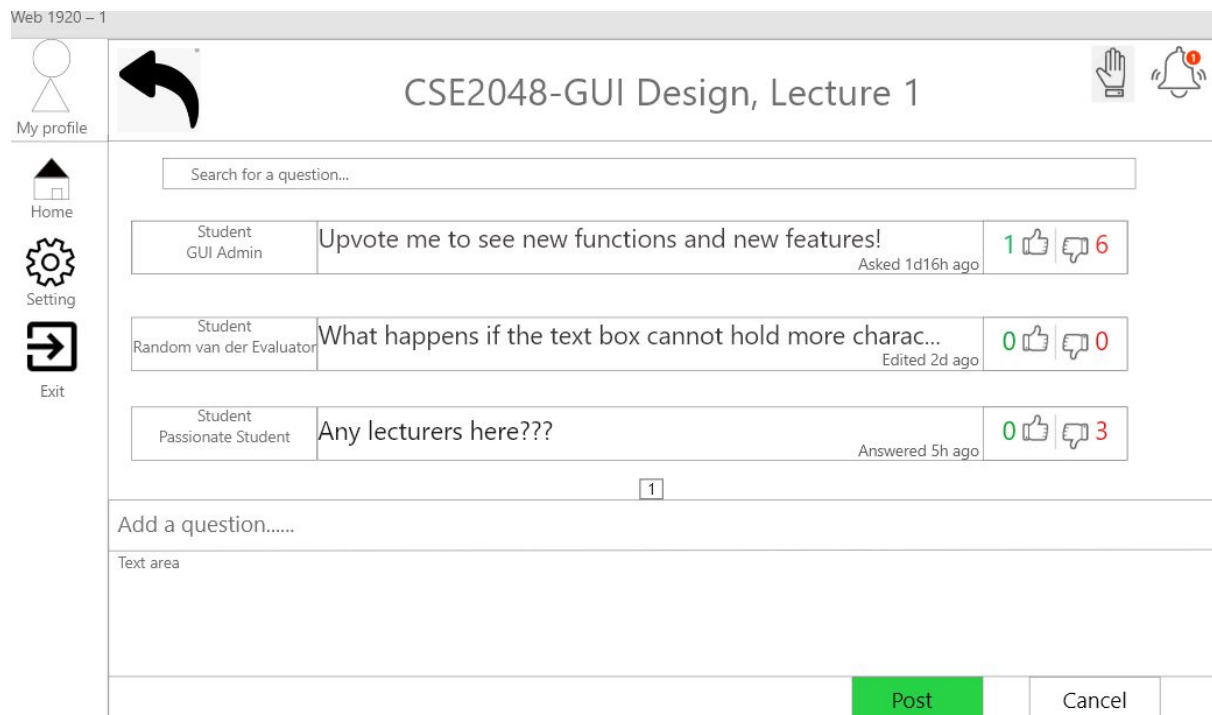 Web 1920 – 1
My profile
CSE2048-GUI Design, Lecture 1
1
Home
Setting
Exit
Search for a question...
Student
GUI Admin
Upvote me to see new functions and new features!
Asked 1d16h ago
1 6
Student
Random van der Evaluator
What happens if the text box cannot hold more charac...
Edited 2d ago
0 0
Student
Passionate Student
Any lecturers here???
Answered 5h ago
0 3
1
Add a question......
Text area
Post Cancel